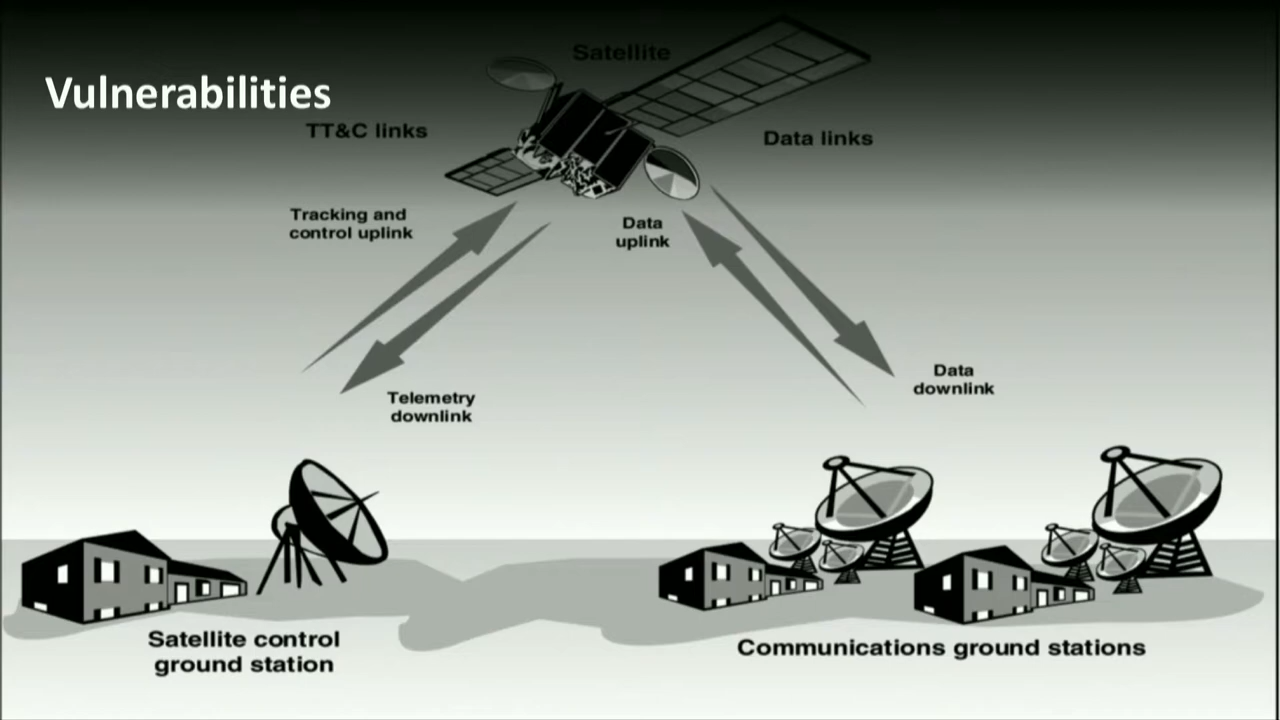 Satellite
Vulnerabilities
TT&C links
Data links
Tracking and
control uplink
Data
uplink
Data
downlink
Telemetry
downlink
Satellite control
ground station
Communications ground stations